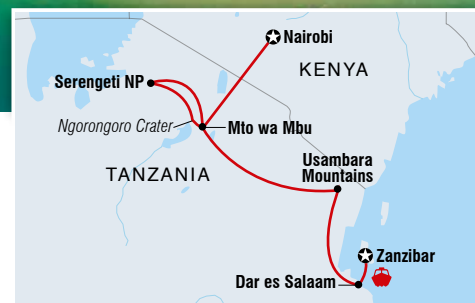 Nairobi
KENYA
Serengeti NP
Ngorongoro Crater
Mto wa Mbu
TANZANIA
Usambara
Mountains
Zanzibar
Dar es Salaam